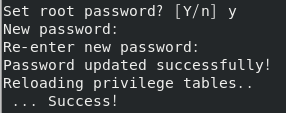 Set root password? [Y/n] y
New password:
Re-enter new password:
Password updated successfully!
Reloading privilege tables..
 ... Success!